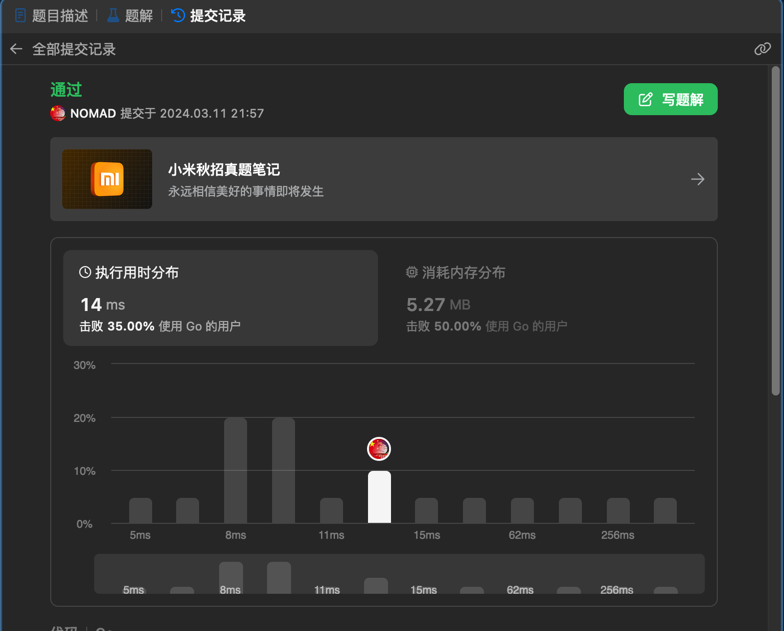 题目描述 题解 提交记录
全部提交记录
通过
NOMAD 提交于 2024.03.11 21:57
写题解
小米秋招真题笔记
永远相信美好的事情即将发生
执行用时分布
14 ms
击败 35.00% 使用 Go 的用户
消耗内存分布
5.27 MB
击败 50.00% 使用 Go 的用户
30%
20%
10%
0%
5ms 8ms 11ms 15ms 62ms 256ms
5ms 8ms 11ms 15ms 62ms 256ms